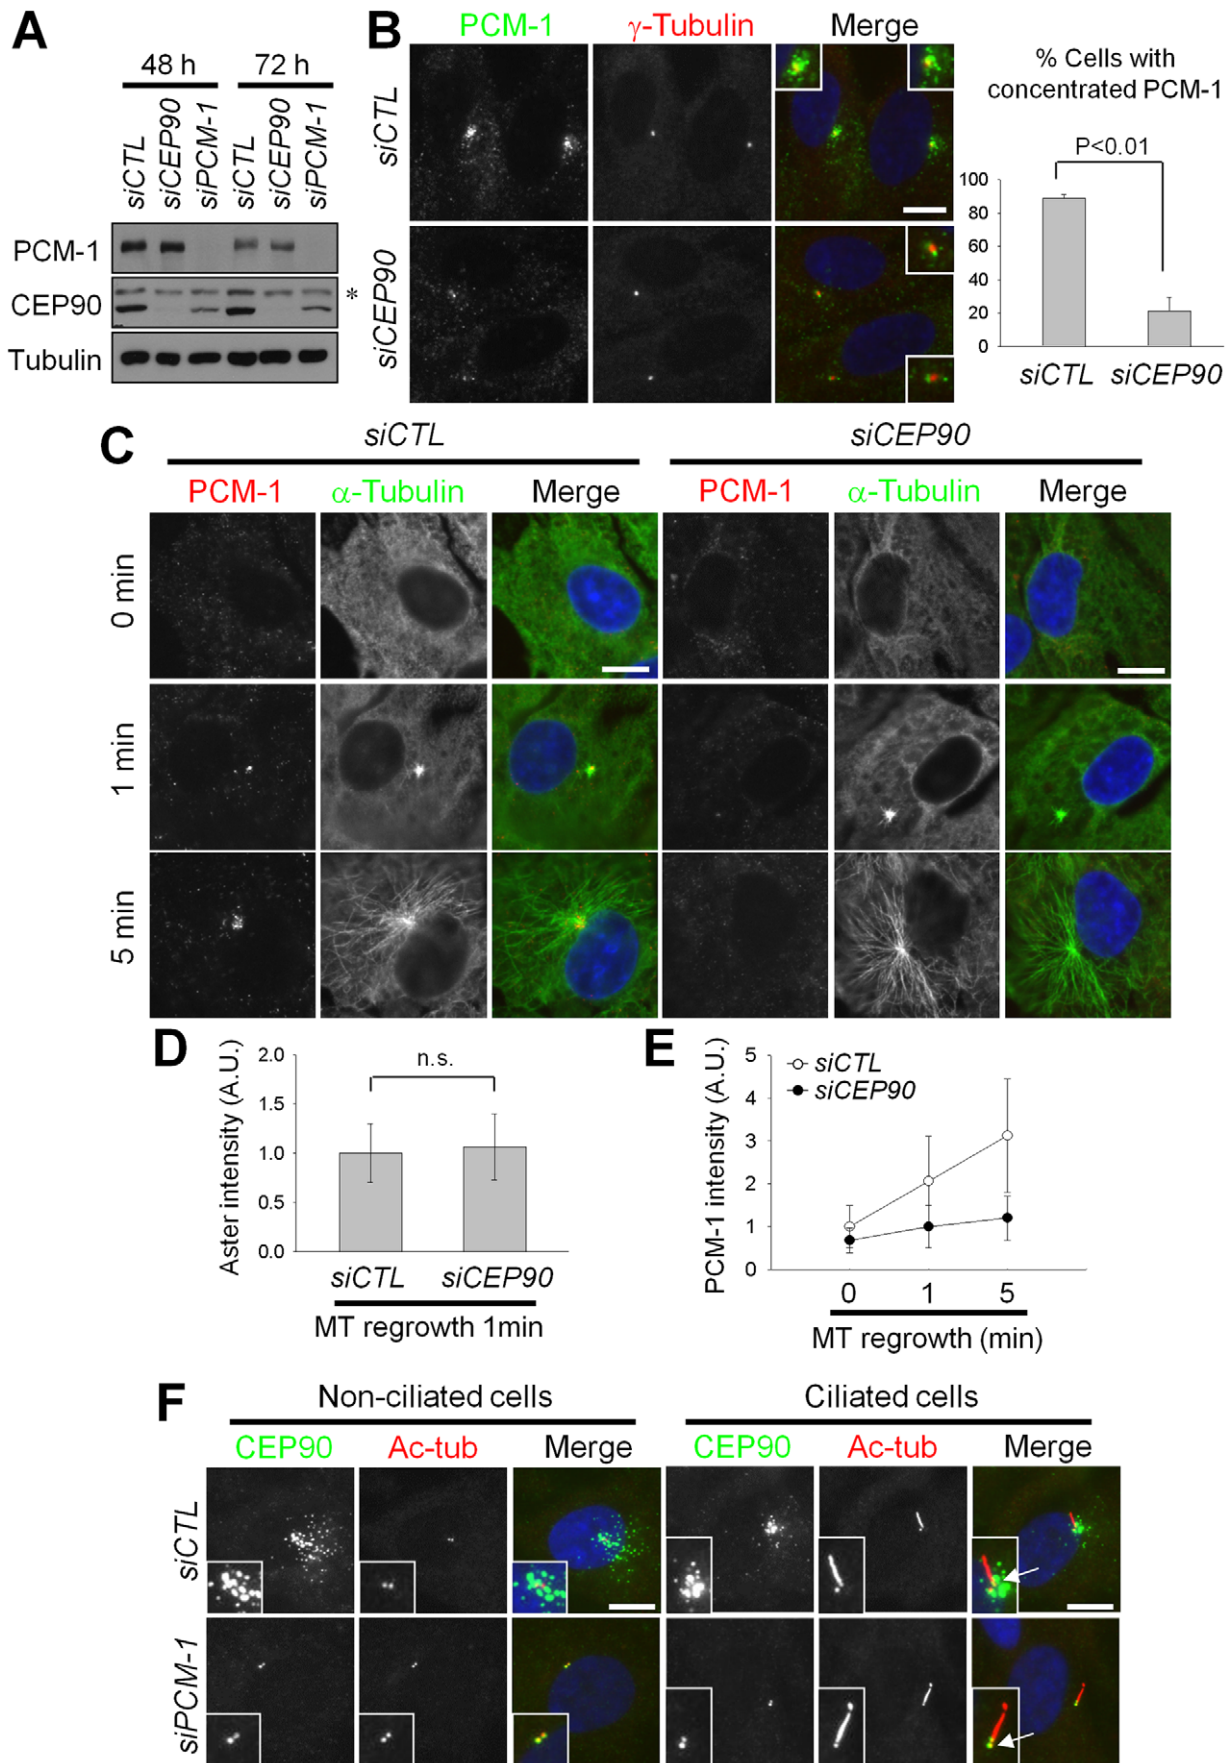 A
48 h 72 h
siCTL siCEP90 siPCM-1 siCTL siCEP90 siPCM-1
PCM-1
CEP90 *
Tubulin
B
PCM-1 γ-Tubulin Merge
siCTL
siCEP90
% Cells with
concentrated PCM-1
P<0.01
100
80
60
40
20
0
siCTL siCEP90
C
siCTL siCEP90
PCM-1 α-Tubulin Merge PCM-1 α-Tubulin Merge
0 min
1 min
5 min
D
Aster intensity (A.U.)
2.0
1.5
1.0
0.5
0.0
n.s.
siCTL siCEP90
MT regrowth 1min
E
PCM-1 intensity (A.U.)
5
4
3
2
1
0
siCTL
siCEP90
0 1 5
MT regrowth (min)
F
Non-ciliated cells Ciliated cells
CEP90 Ac-tub Merge CEP90 Ac-tub Merge
siCTL
siPCM-1